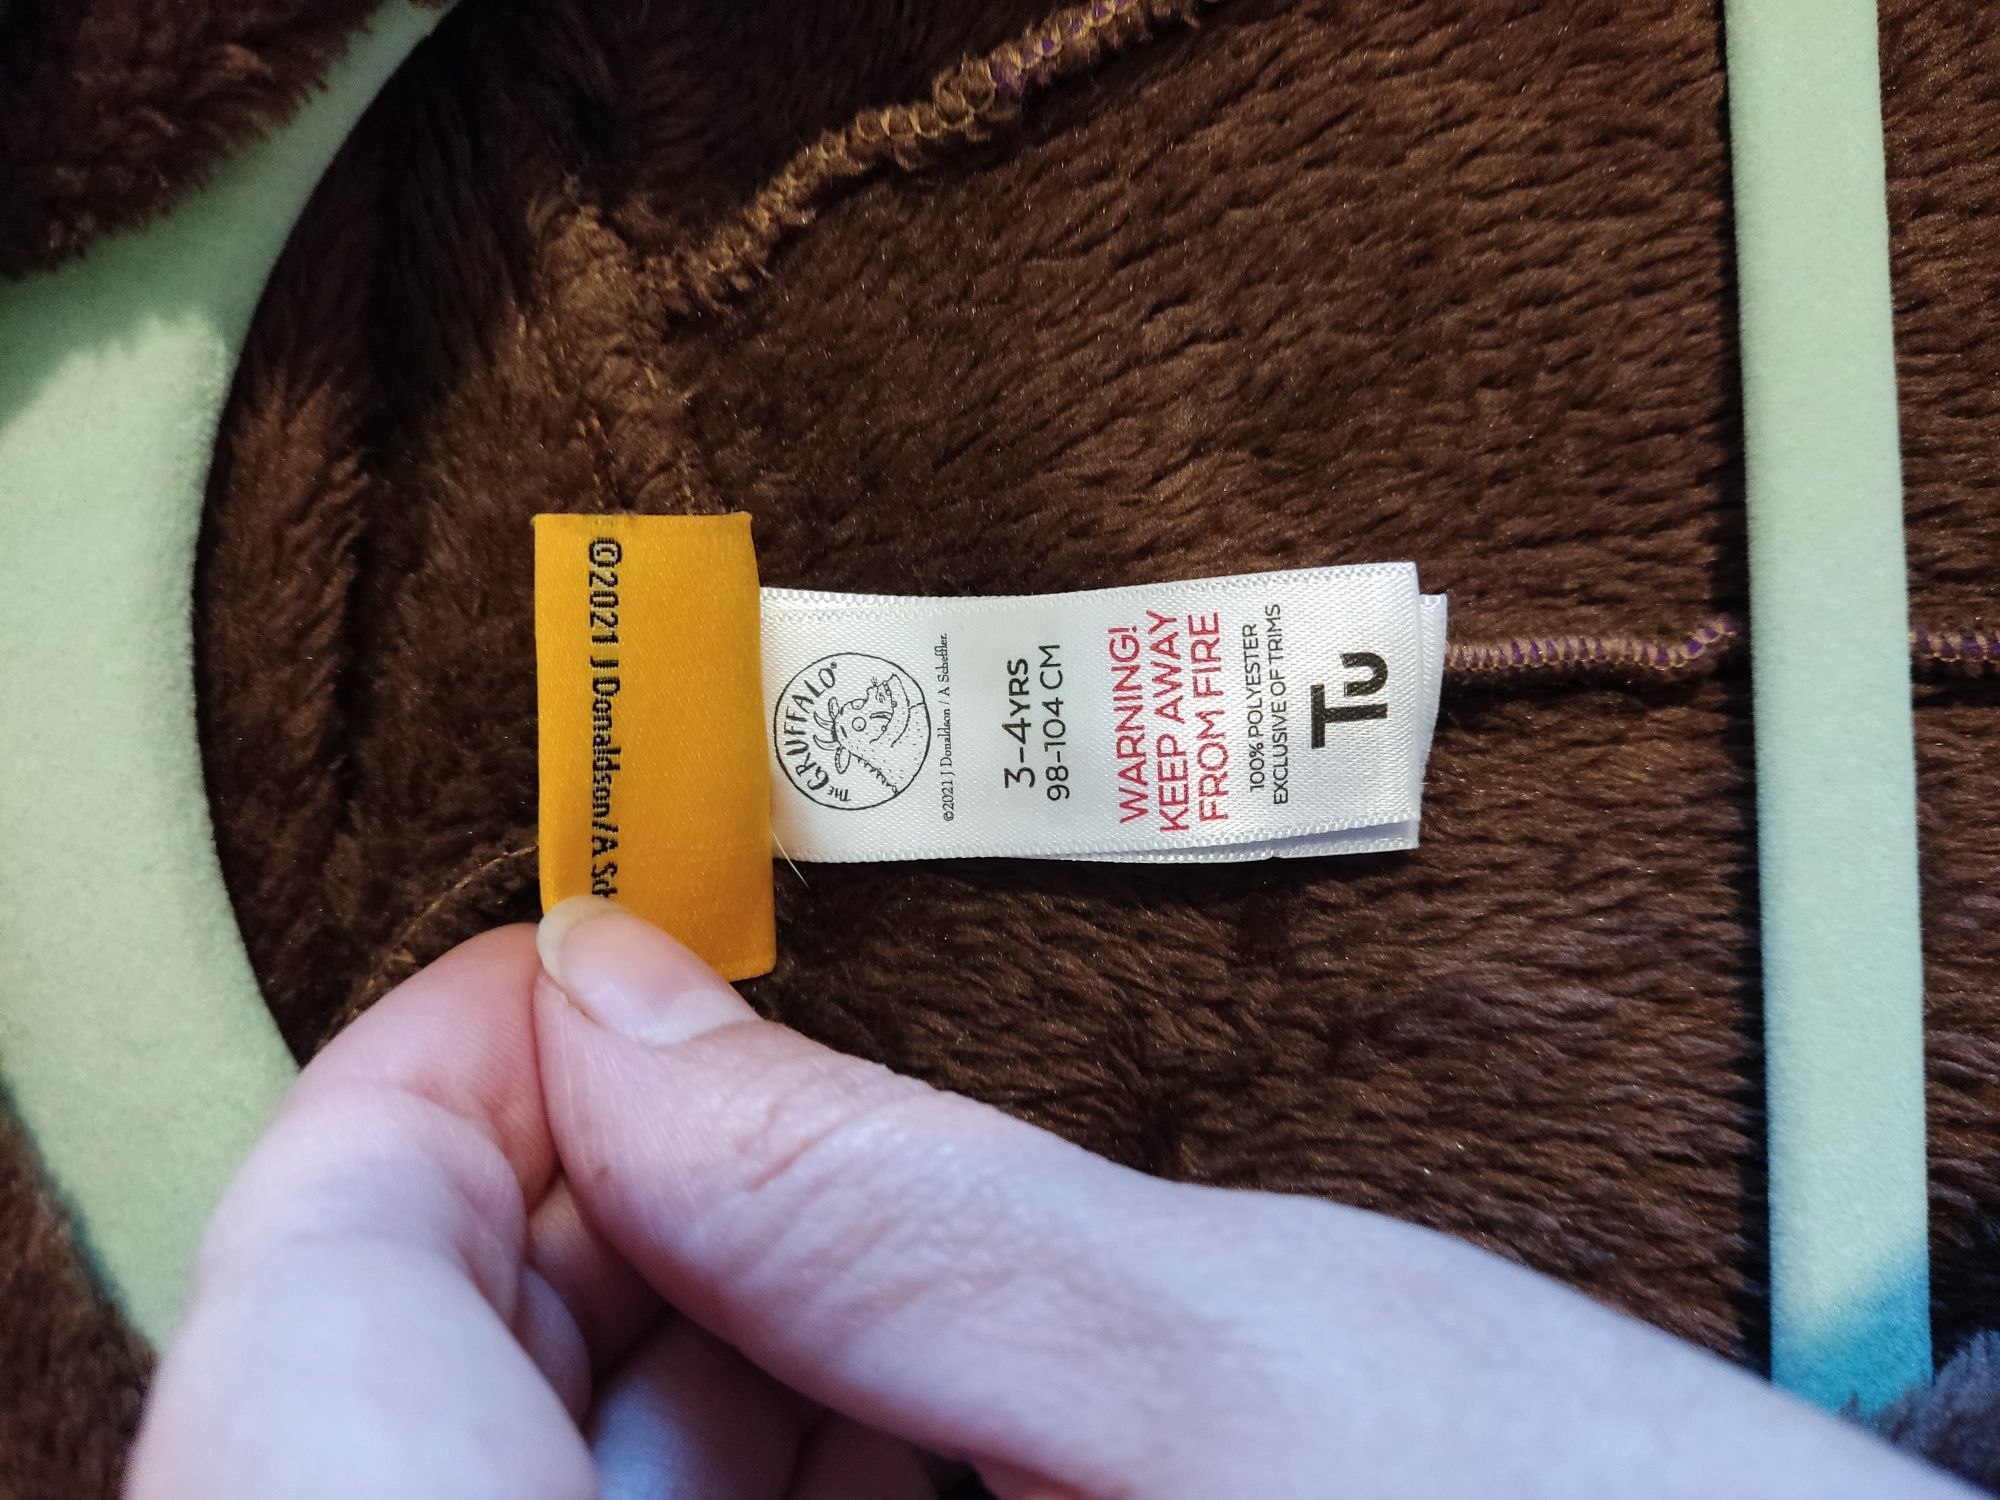 ©2021 J Donaldson/A
THE GRUFFALO®
©2021 J Donaldson / A Scheffler.
3-4YRS
98-104 CM
WARNING!
KEEP AWAY
FROM FIRE
100% POLYESTER
EXCLUSIVE OF TRIMS
Tu